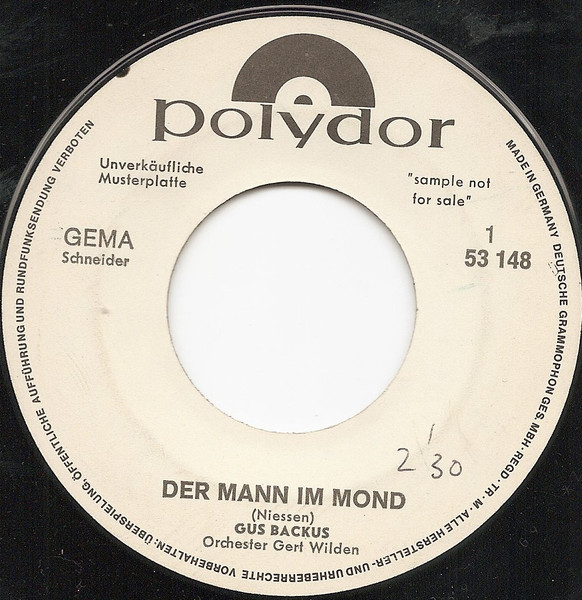 polydor
Unverkäufliche
Musterplatte
"sample not
for sale"
GEMA
Schneider
1
53 148
2'30
DER MANN IM MOND
(Niessen)
GUS BACKUS
Orchester Gert Wilden
MADE IN GERMANY DEUTSCHE GRAMMOPHON GES. MBH · REGD · TR · M · ALLE HERSTELLER- UND URHEBERRECHTE VORBEHALTEN: ÜBERSPIELUNG, ÖFFENTLICHE AUFFÜHRUNG UND RUNDFUNKSENDUNG VERBOTEN